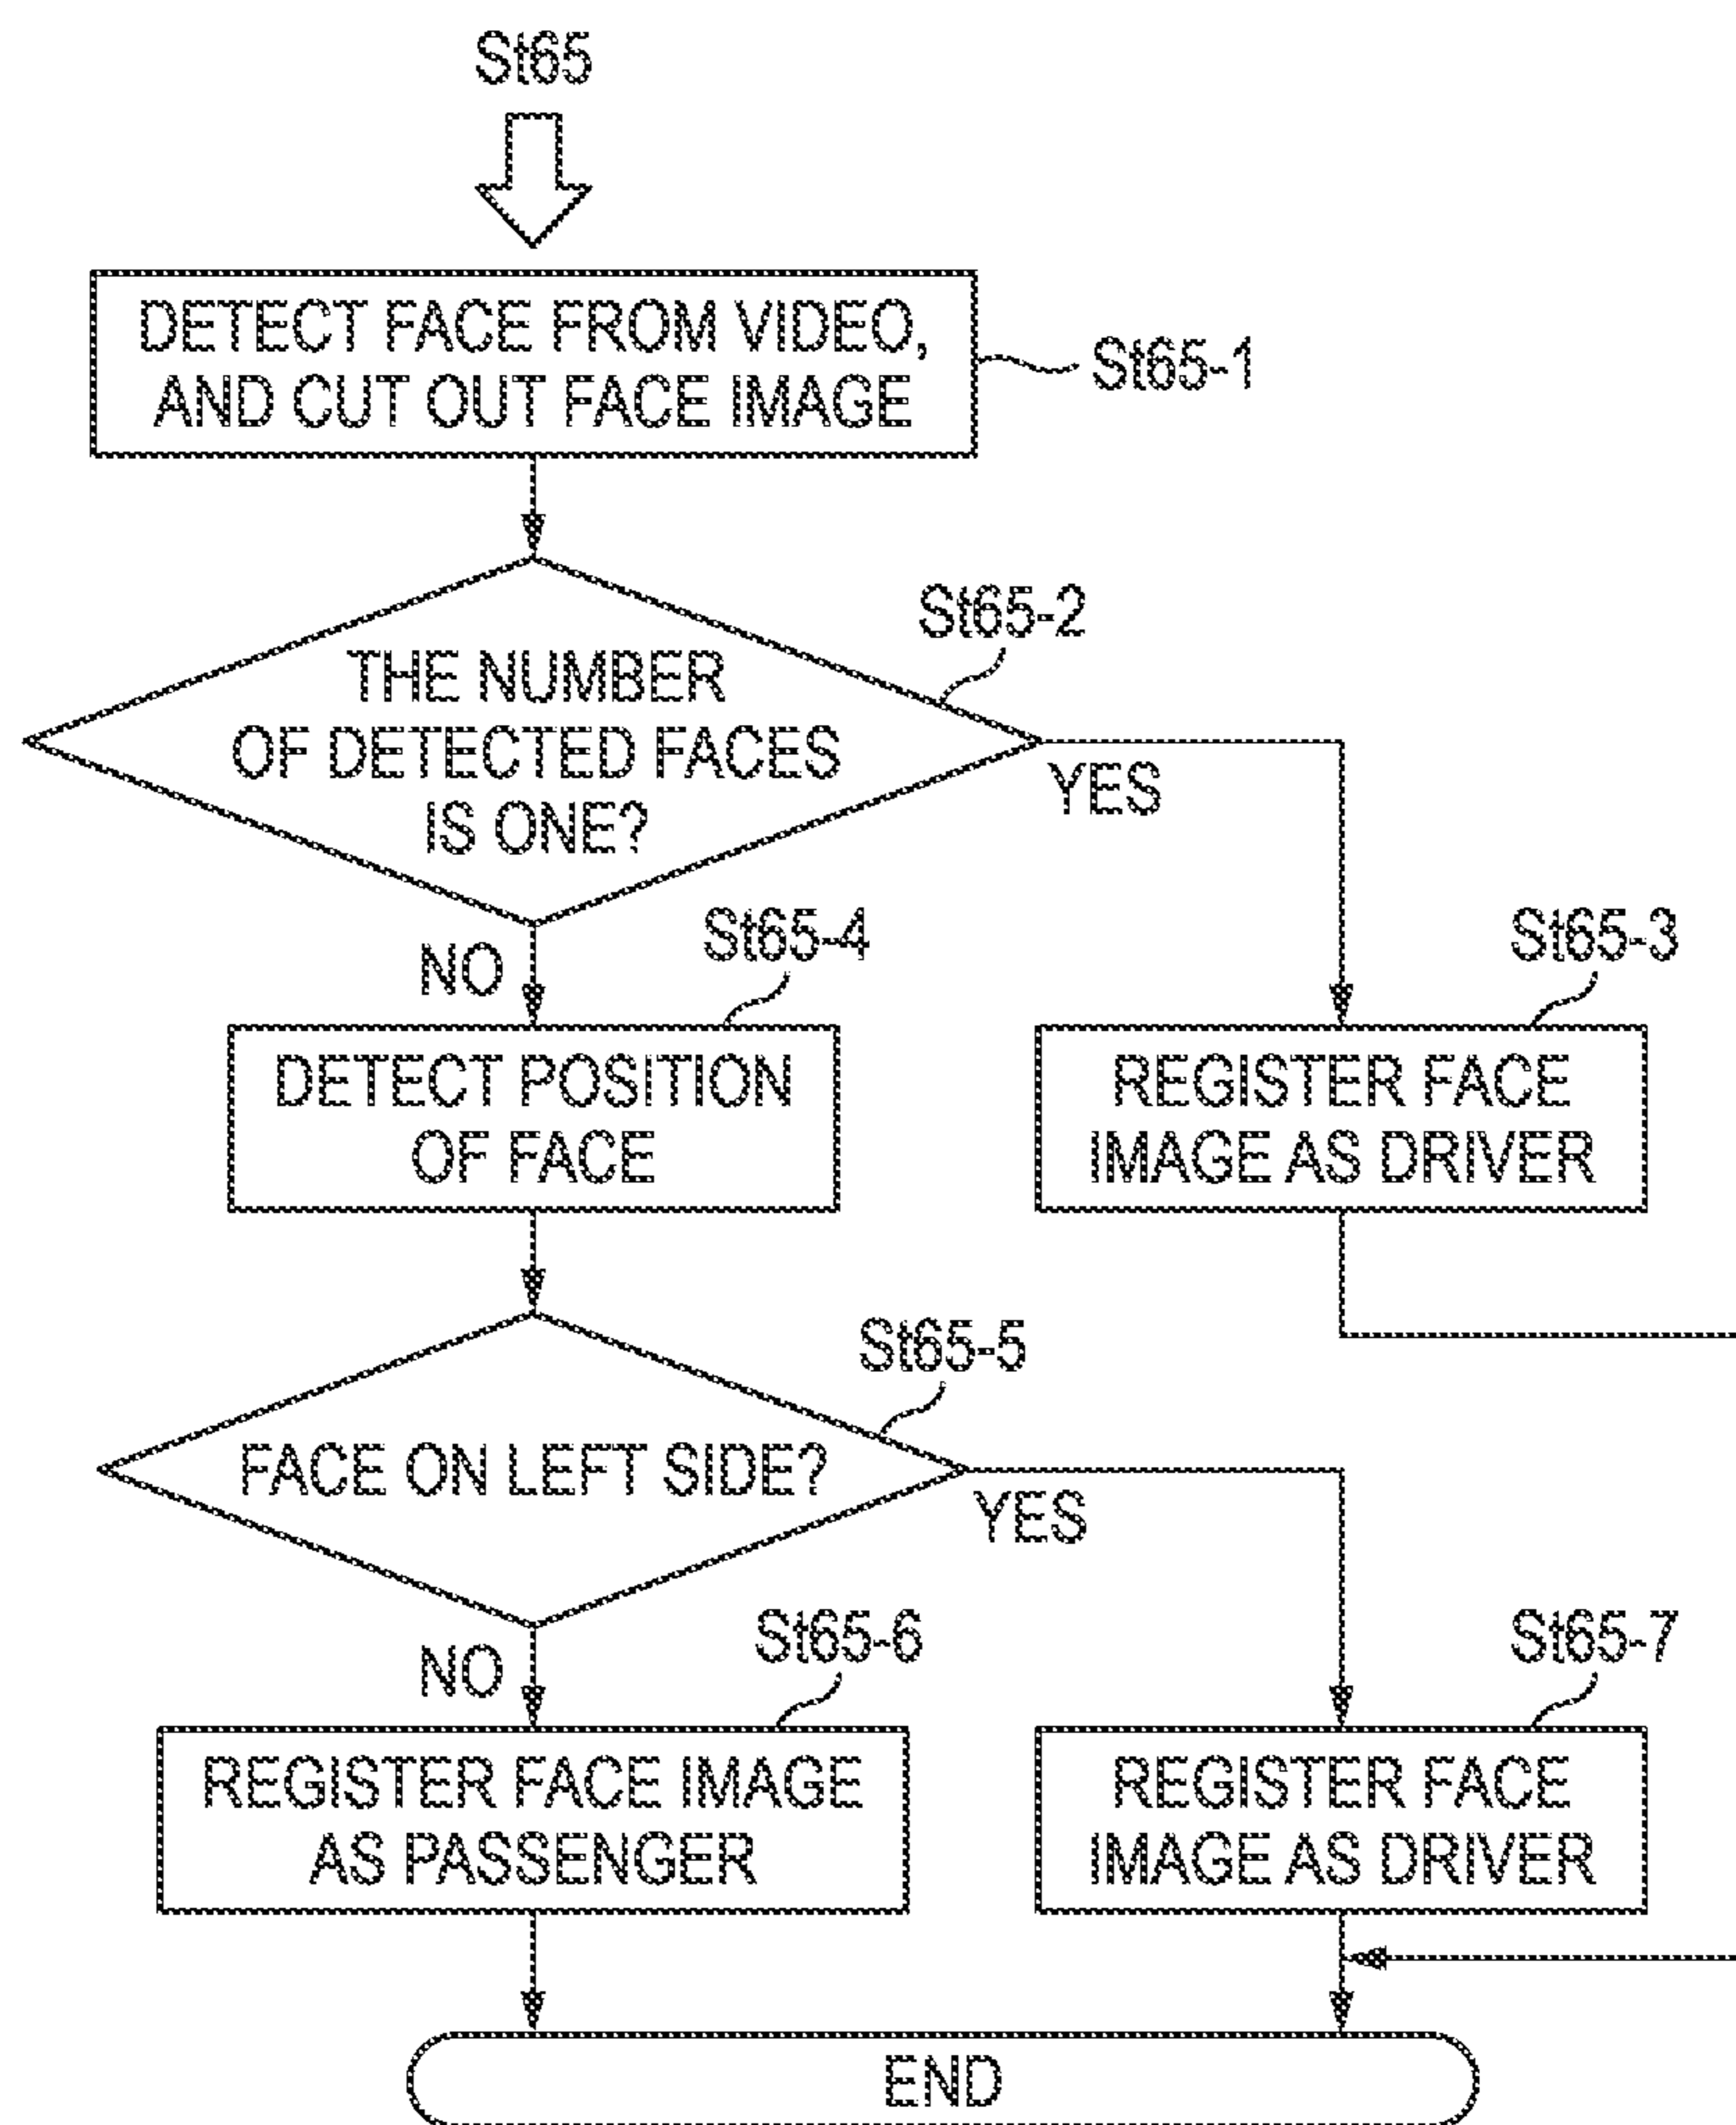 St65
DETECT FACE FROM VIDEO,
AND CUT OUT FACE IMAGE
St65-1
St65-2
THE NUMBER
OF DETECTED FACES
IS ONE?
YES
NO
St65-4
St65-3
DETECT POSITION
OF FACE
REGISTER FACE
IMAGE AS DRIVER
St65-5
FACE ON LEFT SIDE?
YES
NO
St65-6
St65-7
REGISTER FACE IMAGE
AS PASSENGER
REGISTER FACE
IMAGE AS DRIVER
END